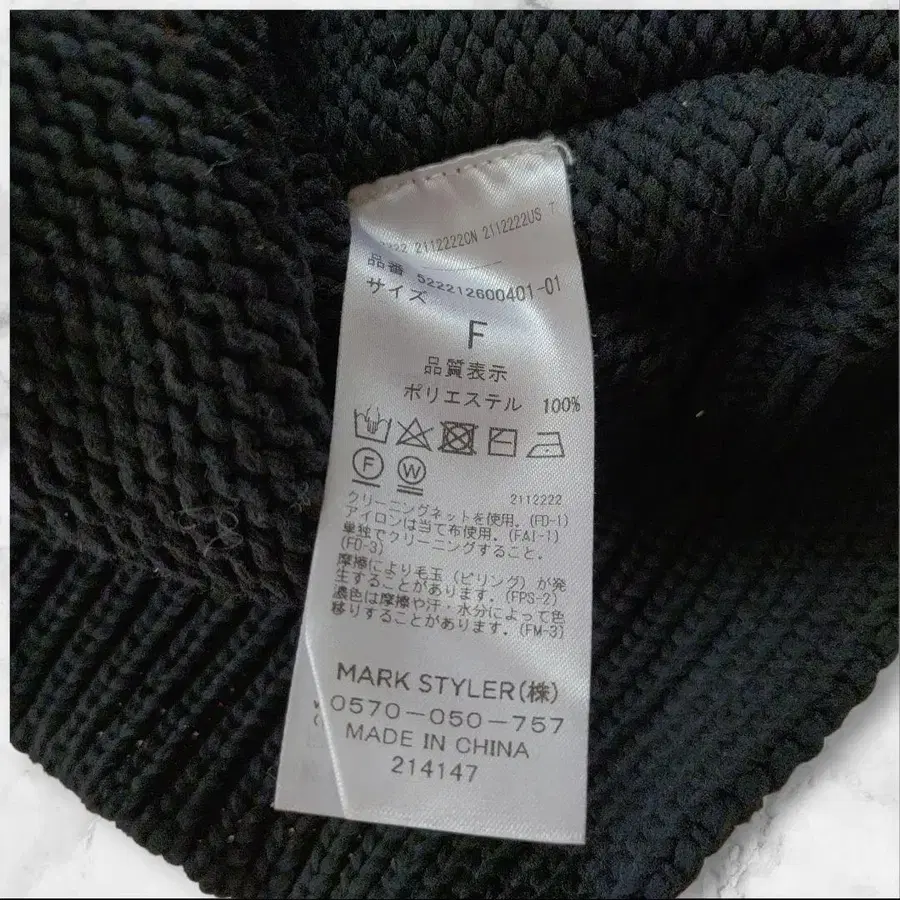 2112222CN 2112222US
品番 522212600401-01
サイズ
F
品質表示
ポリエステル 100%
F W
2112222
クリーニングネットを使用。(FD-1)
アイロンは当て布使用。(FAI-1)
単独でクリーニングすること。
(FO-3)
摩擦により毛玉（ピリング）が発
生することがあります。(FPS-2)
濃色は摩擦や汗・水分によって色
移りすることがあります。(FM-3)
MARK STYLER(株)
0570-050-757
MADE IN CHINA
214147